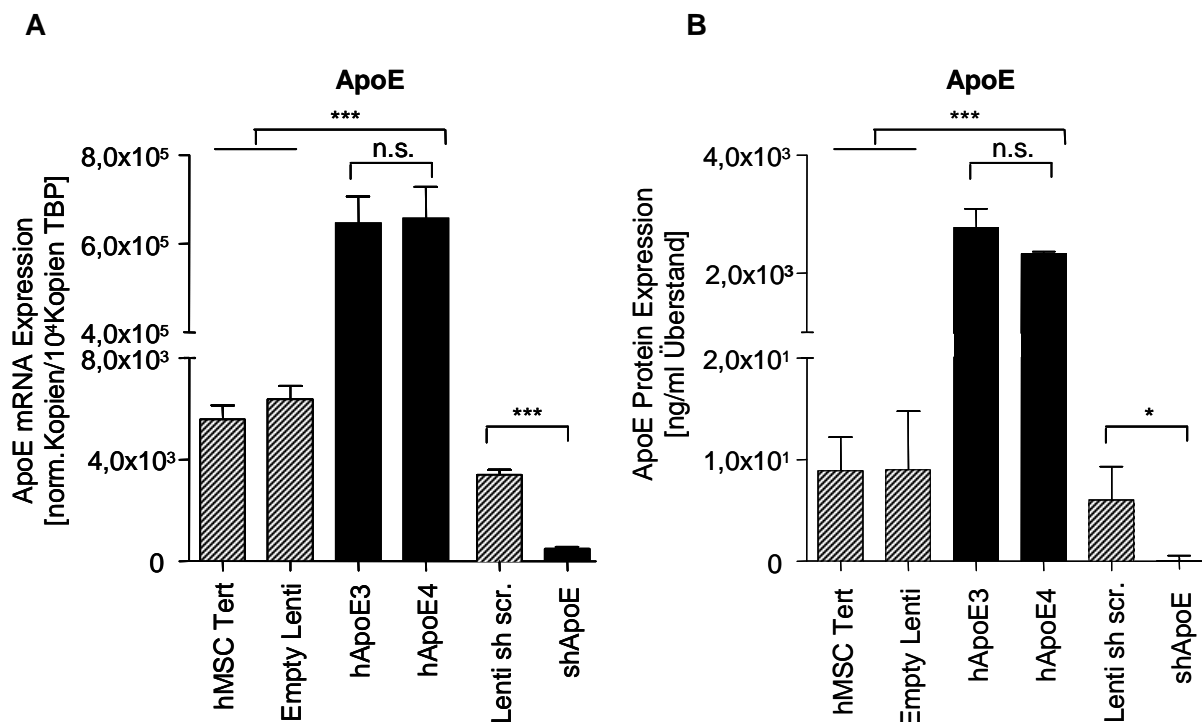 A
ApoE
***
n.s.
8,0x10⁵
6,0x10⁵
4,0x10⁵
8,0x10³
4,0x10³
0
***
ApoE mRNA Expression
[norm.Kopien/10⁴Kopien TBP]
hMSC Tert
Empty Lenti
hApoE3
hApoE4
Lenti sh scr.
shApoE
B
ApoE
***
n.s.
4,0x10³
2,0x10³
2,0x10¹
1,0x10¹
0
*
ApoE Protein Expression
[ng/ml Überstand]
hMSC Tert
Empty Lenti
hApoE3
hApoE4
Lenti sh scr.
shApoE